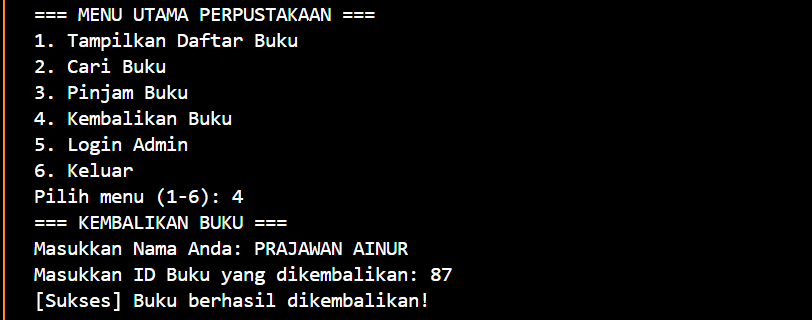 === MENU UTAMA PERPUSTAKAAN ===
1. Tampilkan Daftar Buku
2. Cari Buku
3. Pinjam Buku
4. Kembalikan Buku
5. Login Admin
6. Keluar
Pilih menu (1-6): 4
=== KEMBALIKAN BUKU ===
Masukkan Nama Anda: PRAJAWAN AINUR
Masukkan ID Buku yang dikembalikan: 87
[Sukses] Buku berhasil dikembalikan!